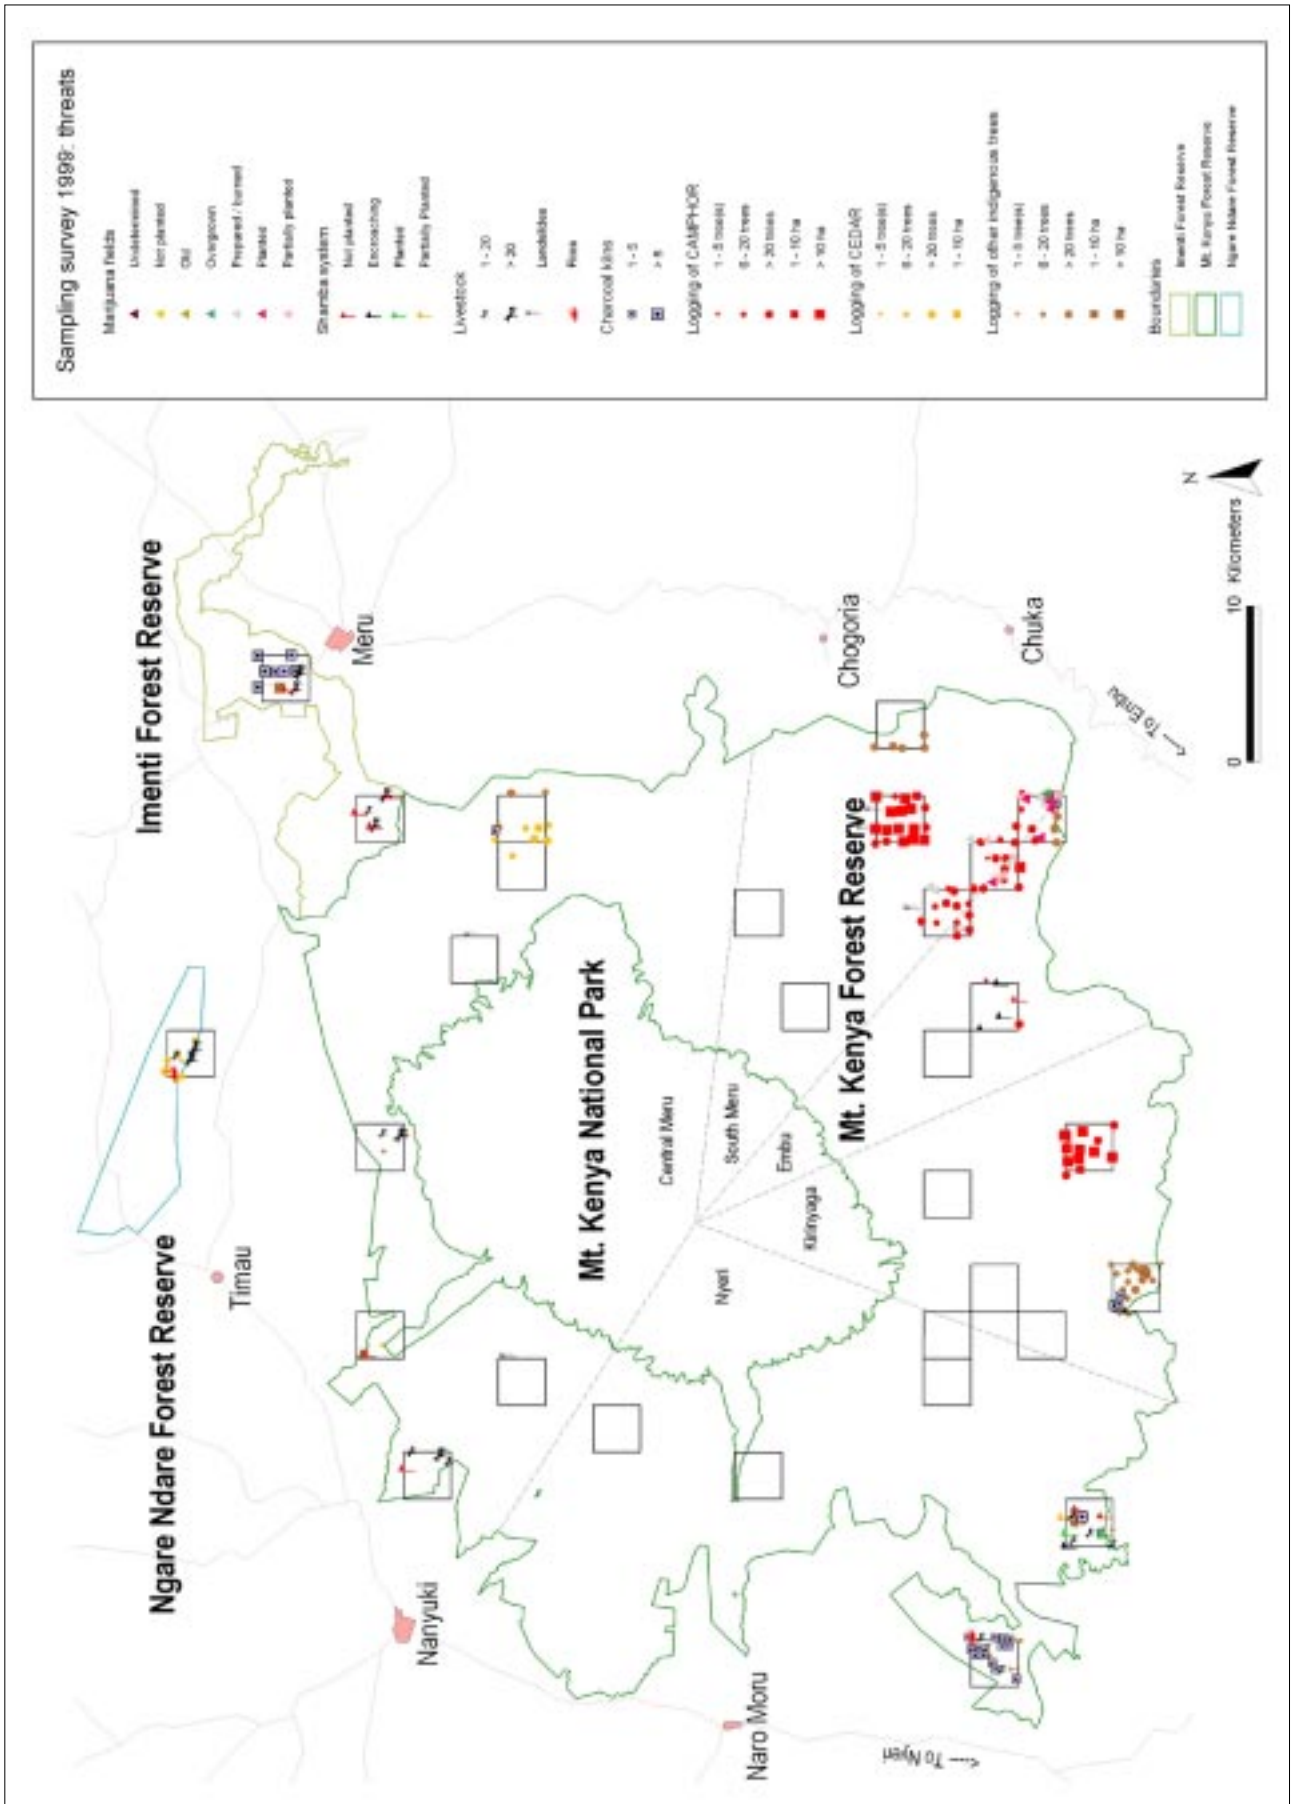 Sampling survey 1999: threats
Marijuana fields
Undetermined
Not planted
Old
Overgrown
Prepared / burned
Planted
Partially planted
Shamba system
Not planted
Encroaching
Planted
Partially Planted
Livestock
1 - 20
> 20
Landslides
Fires
Charcoal kilns
1 - 5
> 5
Logging of CAMPHOR
1 - 5 tree(s)
6 - 20 trees
> 20 trees
1 - 10 ha
> 10 ha
Logging of CEDAR
1 - 5 tree(s)
6 - 20 trees
> 20 trees
1 - 10 ha
Logging of other indigenous trees
1 - 5 tree(s)
6 - 20 trees
> 20 trees
1 - 10 ha
> 10 ha
Boundaries
Imenti Forest Reserve
Mt. Kenya Forest Reserve
Ngare Ndare Forest Reserve
Ngare Ndare Forest Reserve
Imenti Forest Reserve
Timau
Meru
Nanyuki
Mt. Kenya National Park
Central Meru
South Meru
Nyeri
Embu
Kirinyaga
Naro Moru
Mt. Kenya Forest Reserve
Chogoria
Chuka
<--- To Nyeri
<--- To Embu
N
0 10 Kilometers